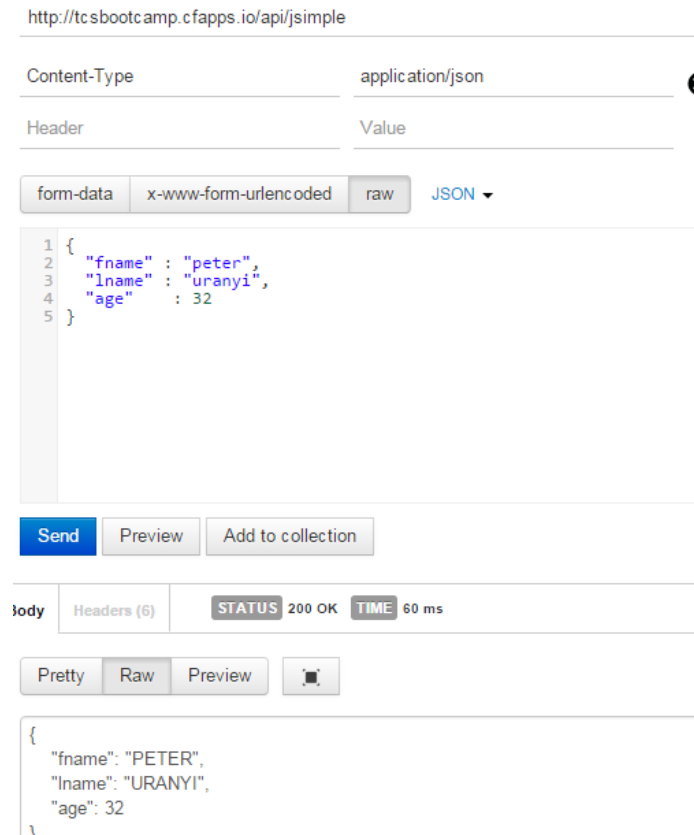 http://tcsbootcamp.cfapps.io/api/jsimple
Content-Type application/json
Header Value
form-data x-www-form-urlencoded raw JSON
1 {
2 "fname" : "peter",
3 "lname" : "uranyi",
4 "age" : 32
5 }
Send Preview Add to collection
Body Headers (6) STATUS 200 OK TIME 60 ms
Pretty Raw Preview
{
"fname": "PETER",
"lname": "URANYI",
"age": 32
}